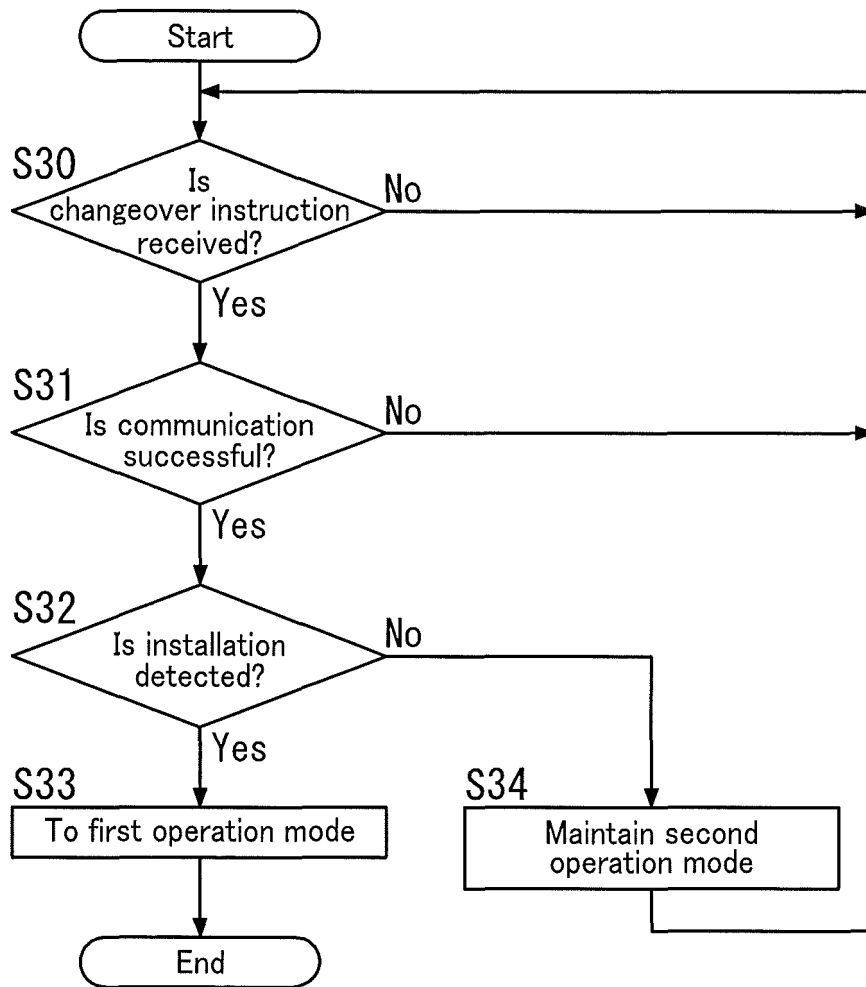 Start
S30
Is
changeover instruction
received?
No
Yes
S31
Is communication
successful?
No
Yes
S32
Is installation
detected?
No
Yes
S33
To first operation mode
S34
Maintain second
operation mode
End